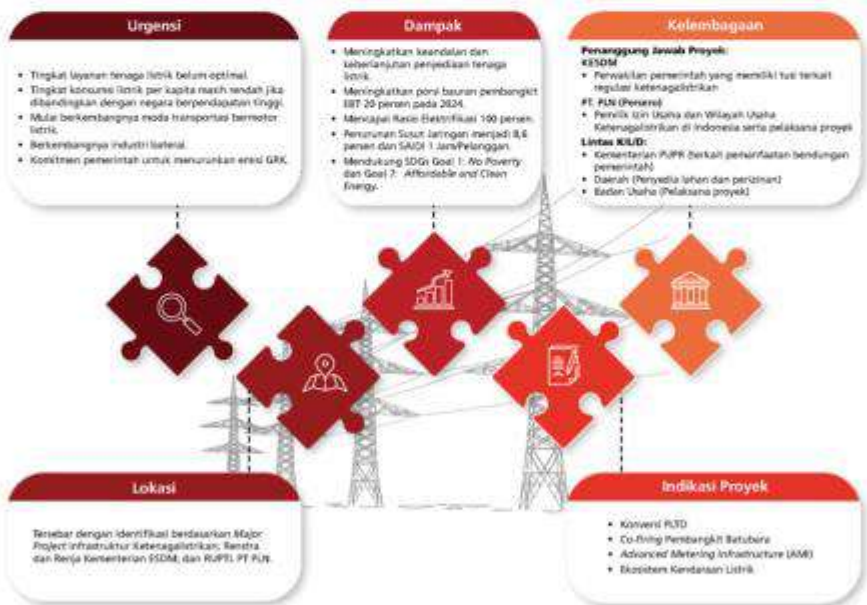 Urgensi
• Tingkat layanan tenaga listrik belum optimal.
• Tingkat konsumsi listrik per kapita masih rendah jika
dibandingkan dengan negara berpendapatan tinggi.
• Mulai berkembangnya moda transportasi bermotor
listrik.
• Berkembangnya industri baterai.
• Komitmen pemerintah untuk menurunkan emisi GRK.
Dampak
• Meningkatkan keandalan dan
keberlanjutan penyediaan tenaga
listrik.
• Meningkatkan porsi bauran pembangkit
EBT 20 persen pada 2024.
• Mencapai Rasio Elektrifikasi 100 persen.
• Penurunan Susut Jaringan menjadi 8,6
persen dan SAIDI 1 Jam/Pelanggan.
• Mendukung SDGs Goal 1: No Poverty
dan Goal 7: Affordable and Clean
Energy.
Kelembagaan
Penanggung Jawab Proyek:
KESDM
• Perwakilan pemerintah yang memiliki tusi terkait
regulasi ketenagalistrikan
PT. PLN (Persero)
• Pemilik Izin Usaha dan Wilayah Usaha
Ketenagalistrikan di Indonesia serta pelaksana proyek
Lintas K/L/D:
• Kementerian PUPR (terkait pemanfaatan bendungan
pemerintah)
• Daerah (Penyedia lahan dan perizinan)
• Badan Usaha (Pelaksana proyek)
Lokasi
Tersebar dengan identifikasi berdasarkan Major
Project Infrastruktur Ketenagalistrikan; Renstra
dan Renja Kementerian ESDM; dan RUPTL PT PLN.
Indikasi Proyek
• Konversi PLTD
• Co-firing Pembangkit Batubara
• Advanced Metering Infrastructure (AMI)
• Ekosistem Kendaraan Listrik